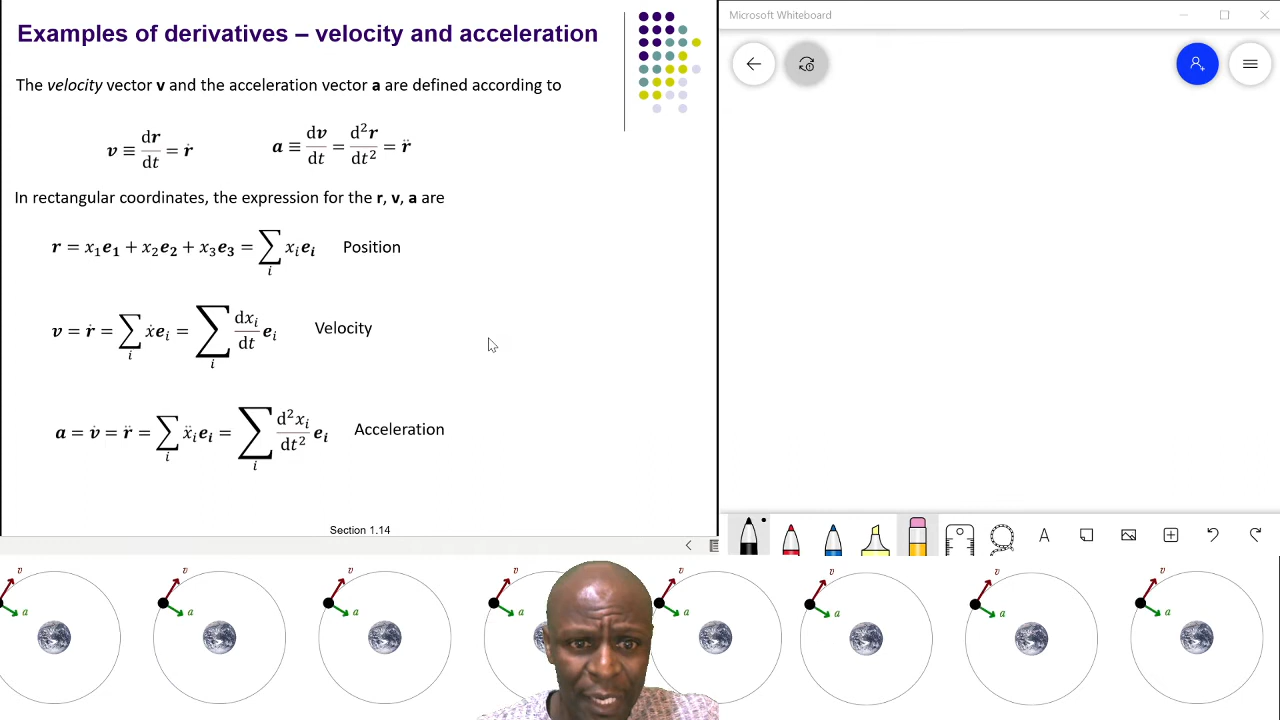 Examples of derivatives – velocity and acceleration
The velocity vector v and the acceleration vector a are defined according to
v ≡ dr/dt = ṙ
a ≡ dv/dt = d²r/dt² = r̈
In rectangular coordinates, the expression for the r, v, a are
r = x₁e₁ + x₂e₂ + x₃e₃ = ∑ᵢ xᵢeᵢ Position
v = ṙ = ∑ᵢ ẋeᵢ = ∑ᵢ dxᵢ/dt eᵢ Velocity
a = v̇ = r̈ = ∑ᵢ ẍᵢeᵢ = ∑ᵢ d²xᵢ/dt² eᵢ Acceleration
Section 1.14
Microsoft Whiteboard
A
v
a
v
a
v
a
v
a
v
a
v
a
v
a
v
a